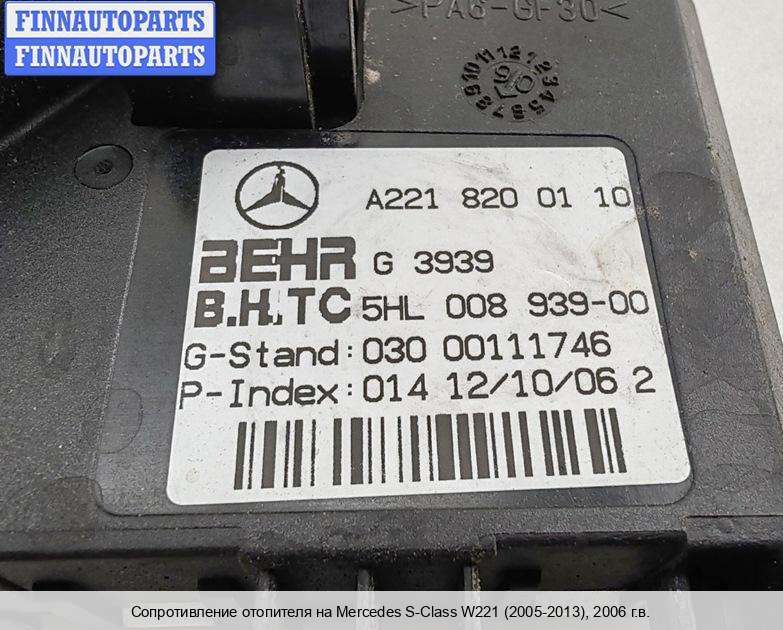 FINNAUTOPARTS
FINNAUTOPARTS
>PA6-GF30<
A221 820 01 10
BEHR G 3939
B.H.TC 5HL 008 939-00
G-Stand:030 00111746
P-Index:014 12/10/06 2
Сопротивление отопителя на Mercedes S-Class W221 (2005-2013), 2006 г.в.